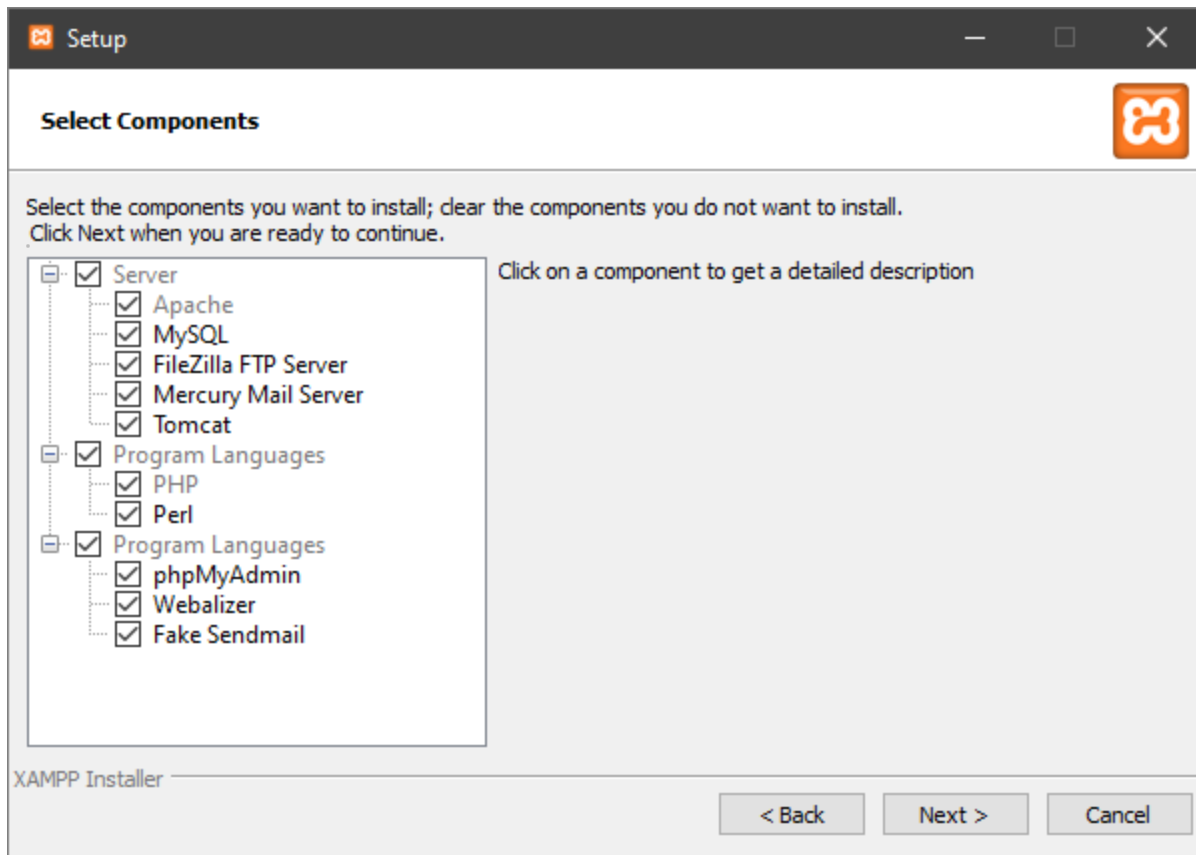 Setup
Select Components
Select the components you want to install; clear the components you do not want to install.
Click Next when you are ready to continue.
Server
Click on a component to get a detailed description
Apache
MySQL
FileZilla FTP Server
Mercury Mail Server
Tomcat
Program Languages
PHP
Perl
Program Languages
phpMyAdmin
Webalizer
Fake Sendmail
XAMPP Installer
< Back
Next >
Cancel